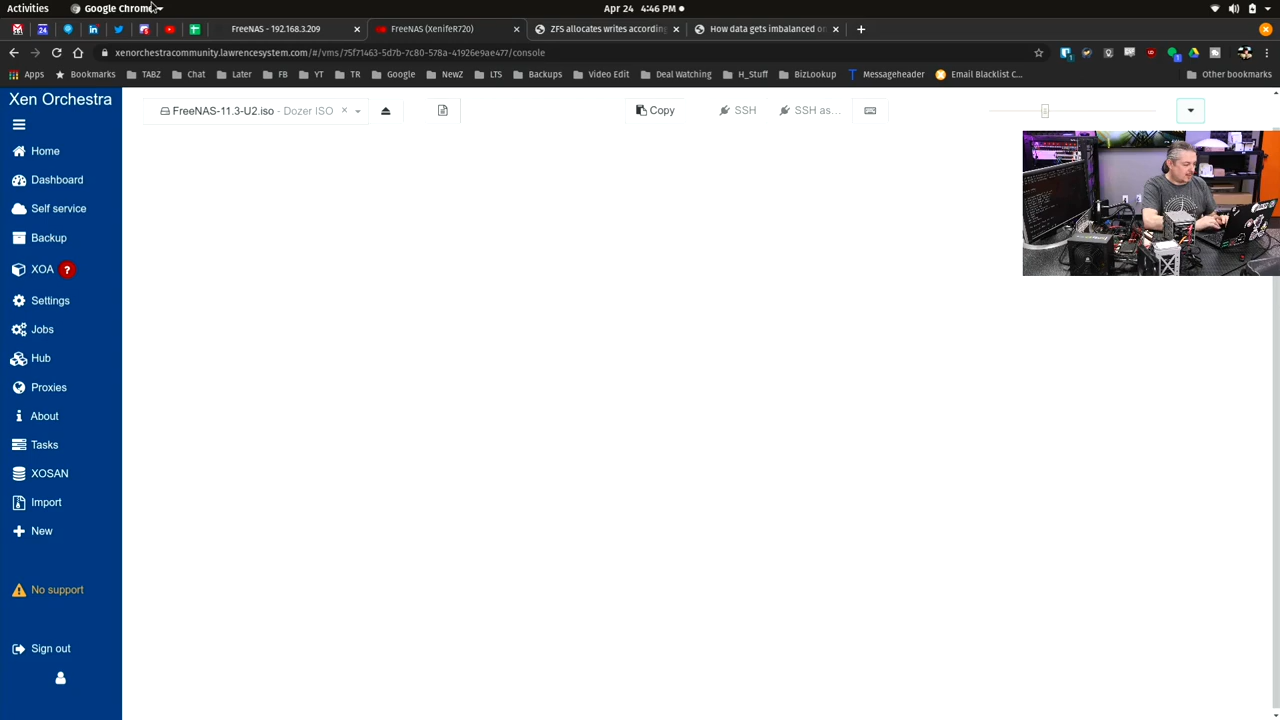 Activities
Google Chrome
Apr 24 4:46 PM
24
FreeNAS - 192.168.3.209
FreeNAS (XeniferR720)
ZFS allocates writes according
How data gets imbalanced on
xenorchestracommunity.lawrencesystem.com/#/vms/75f71463-5d7b-7c80-578a-41926e9ae477/console
Apps
Bookmarks
TABZ
Chat
Later
FB
YT
TR
Google
NewZ
LTS
Backups
Video Edit
Deal Watching
H_Stuff
BizLookup
Messageheader
Email Blacklist C...
Other bookmarks
Xen Orchestra
FreeNAS-11.3-U2.iso - Dozer ISO
Copy
SSH
SSH as...
Home
Dashboard
Self service
Backup
XOA ?
Settings
Jobs
Hub
Proxies
About
Tasks
XOSAN
Import
New
No support
Sign out